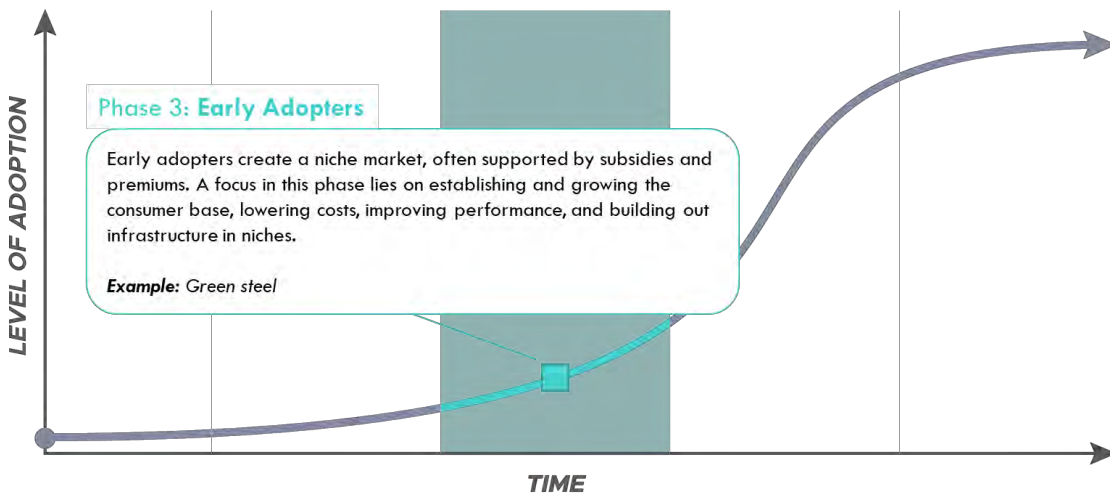 LEVEL OF ADOPTION
Phase 3: Early Adopters
Early adopters create a niche market, often supported by subsidies and
premiums. A focus in this phase lies on establishing and growing the
consumer base, lowering costs, improving performance, and building out
infrastructure in niches.
Example: Green steel
TIME